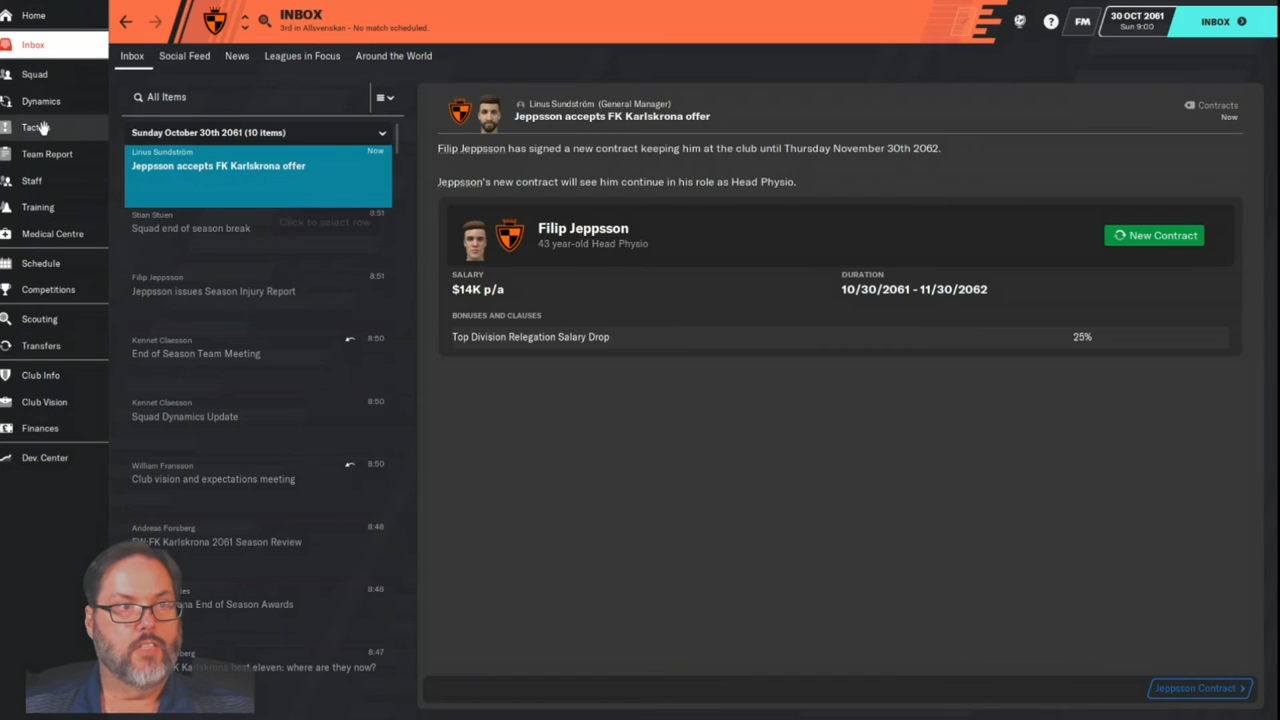 Home
Inbox
Squad
Dynamics
Team Report
Staff
Training
Medical Centre
Schedule
Competitions
Scouting
Transfers
Club Info
Club Vision
Finances
Dev. Center
INBOX
3rd in Allsvenskan - No match scheduled.
?
FM
30 OCT 2061
Sun 9:00
INBOX
Inbox
Social Feed
News
Leagues in Focus
Around the World
All Items
Sunday October 30th 2061 (10 items)
Linus Sundström
Now
Jeppsson accepts FK Karlskrona offer
Stian Stuen
8:51
Squad end of season break
Click to select row
Filip Jeppsson
8:51
Jeppsson issues Season Injury Report
Kennet Claesson
8:50
End of Season Team Meeting
Kennet Claesson
8:50
Squad Dynamics Update
William Fransson
8:50
Club vision and expectations meeting
Andreas Forsberg
8:48
FW:FK Karlskrona 2061 Season Review
8:48
End of Season Awards
8:47
best eleven: where are they now?
Linus Sundström (General Manager)
Jeppsson accepts FK Karlskrona offer
Contracts
Now
Filip Jeppsson has signed a new contract keeping him at the club until Thursday November 30th 2062.
Jeppsson's new contract will see him continue in his role as Head Physio.
Filip Jeppsson
43 year-old Head Physio
New Contract
SALARY
$14K p/a
DURATION
10/30/2061 - 11/30/2062
BONUSES AND CLAUSES
Top Division Relegation Salary Drop
25%
Jeppsson Contract